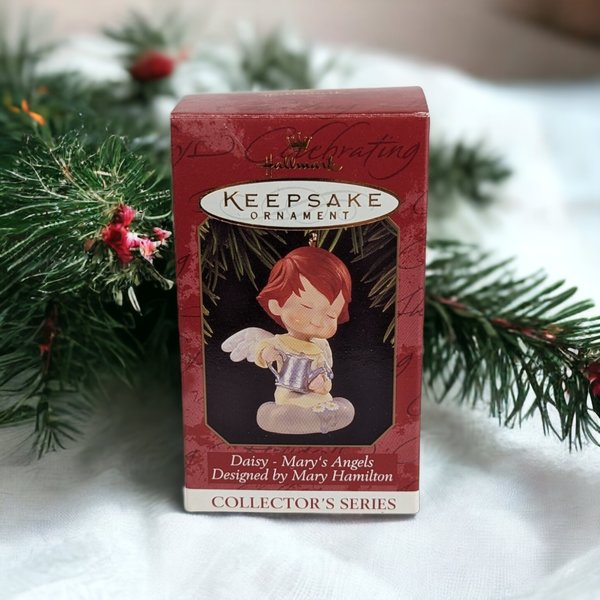 Celebrating
Hallmark
KEEPSAKE
ORNAMENT
Daisy - Mary's Angels
Designed by Mary Hamilton
COLLECTOR'S SERIES